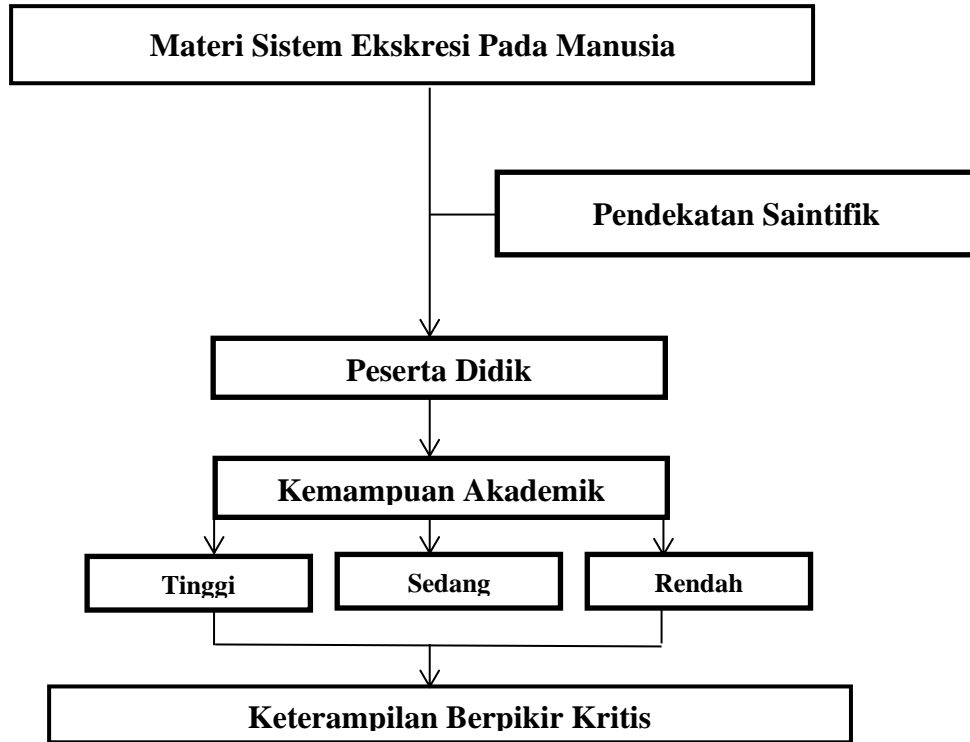 Materi Sistem Ekskresi Pada Manusia
Pendekatan Saintifik
Peserta Didik
Kemampuan Akademik
Tinggi
Sedang
Rendah
Keterampilan Berpikir Kritis